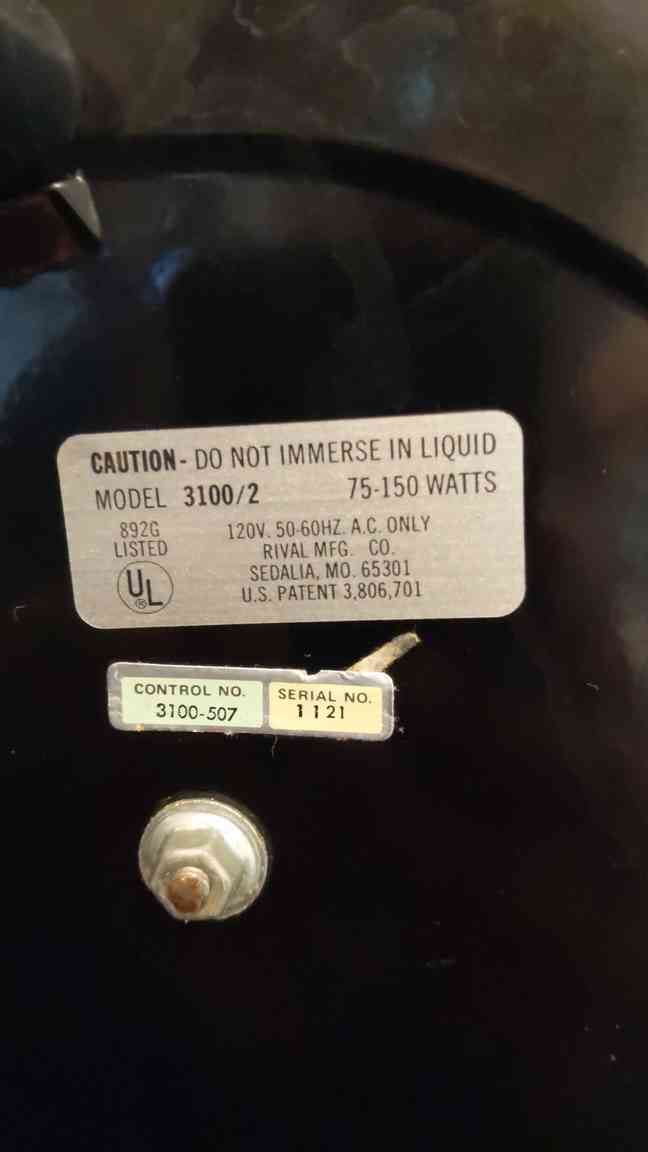 CAUTION- DO NOT IMMERSE IN LIQUID
MODEL 3100/2 75-150 WATTS
892G
LISTED
UL
®
120V. 50-60HZ. A.C. ONLY
RIVAL MFG. CO.
SEDALIA, MO. 65301
U.S. PATENT 3,806,701
CONTROL NO.
3100-507
SERIAL NO.
1121